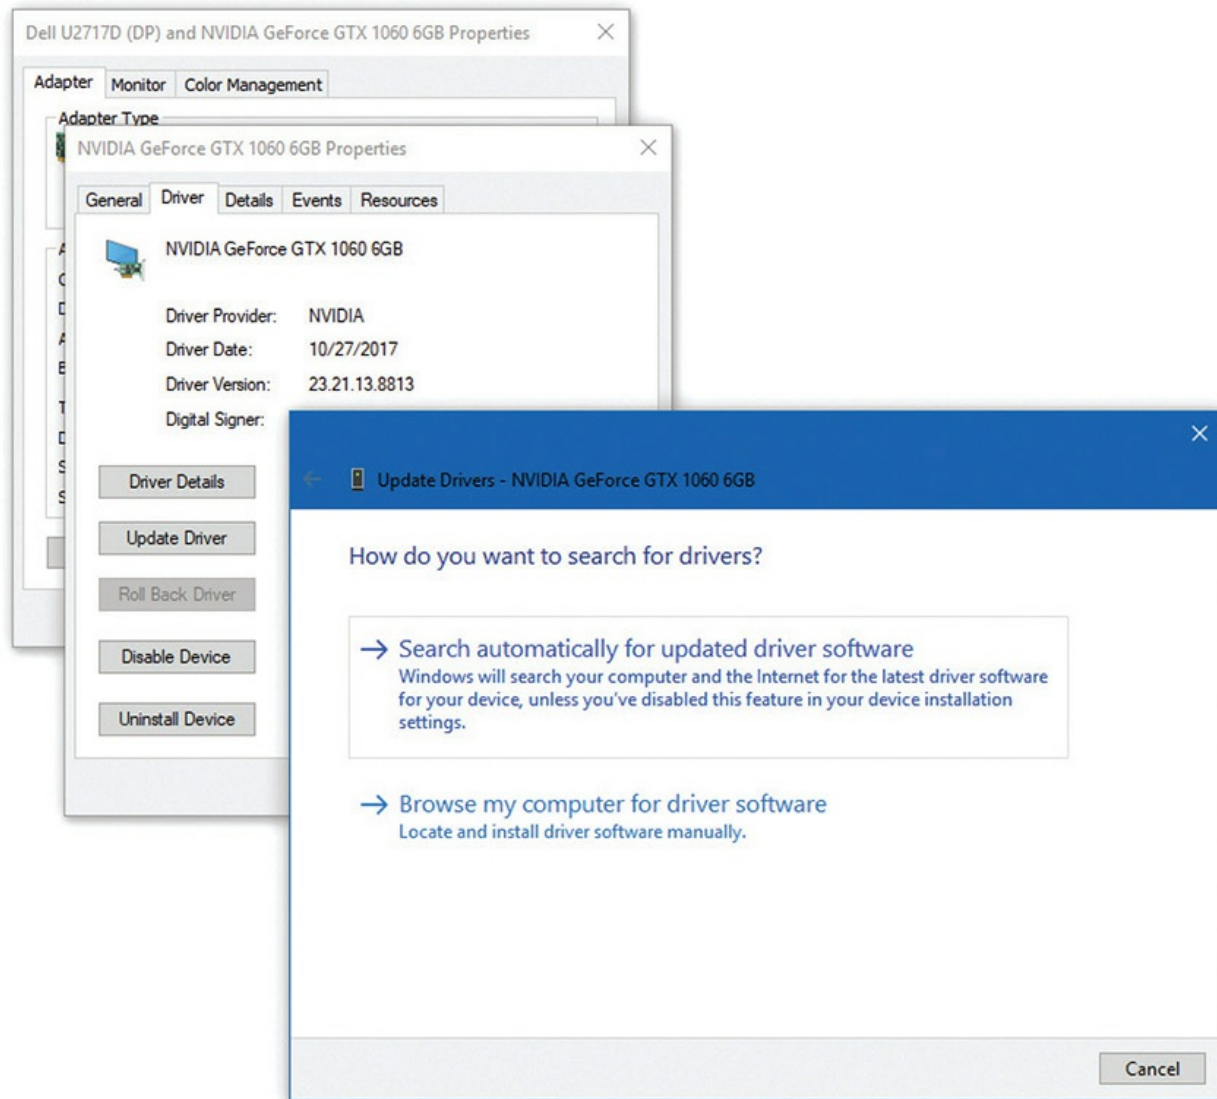 Dell U2717D (DP) and NVIDIA GeForce GTX 1060 6GB Properties
Adapter Monitor Color Management
Adapter Type
NVIDIA GeForce GTX 1060 6GB Properties
General Driver Details Events Resources
NVIDIA GeForce GTX 1060 6GB
Driver Provider: NVIDIA
Driver Date: 10/27/2017
Driver Version: 23.21.13.8813
Digital Signer:
Driver Details
Update Driver
Roll Back Driver
Disable Device
Uninstall Device
Update Drivers - NVIDIA GeForce GTX 1060 6GB
How do you want to search for drivers?
Search automatically for updated driver software
Windows will search your computer and the Internet for the latest driver software
for your device, unless you've disabled this feature in your device installation
settings.
Browse my computer for driver software
Locate and install driver software manually.
Cancel